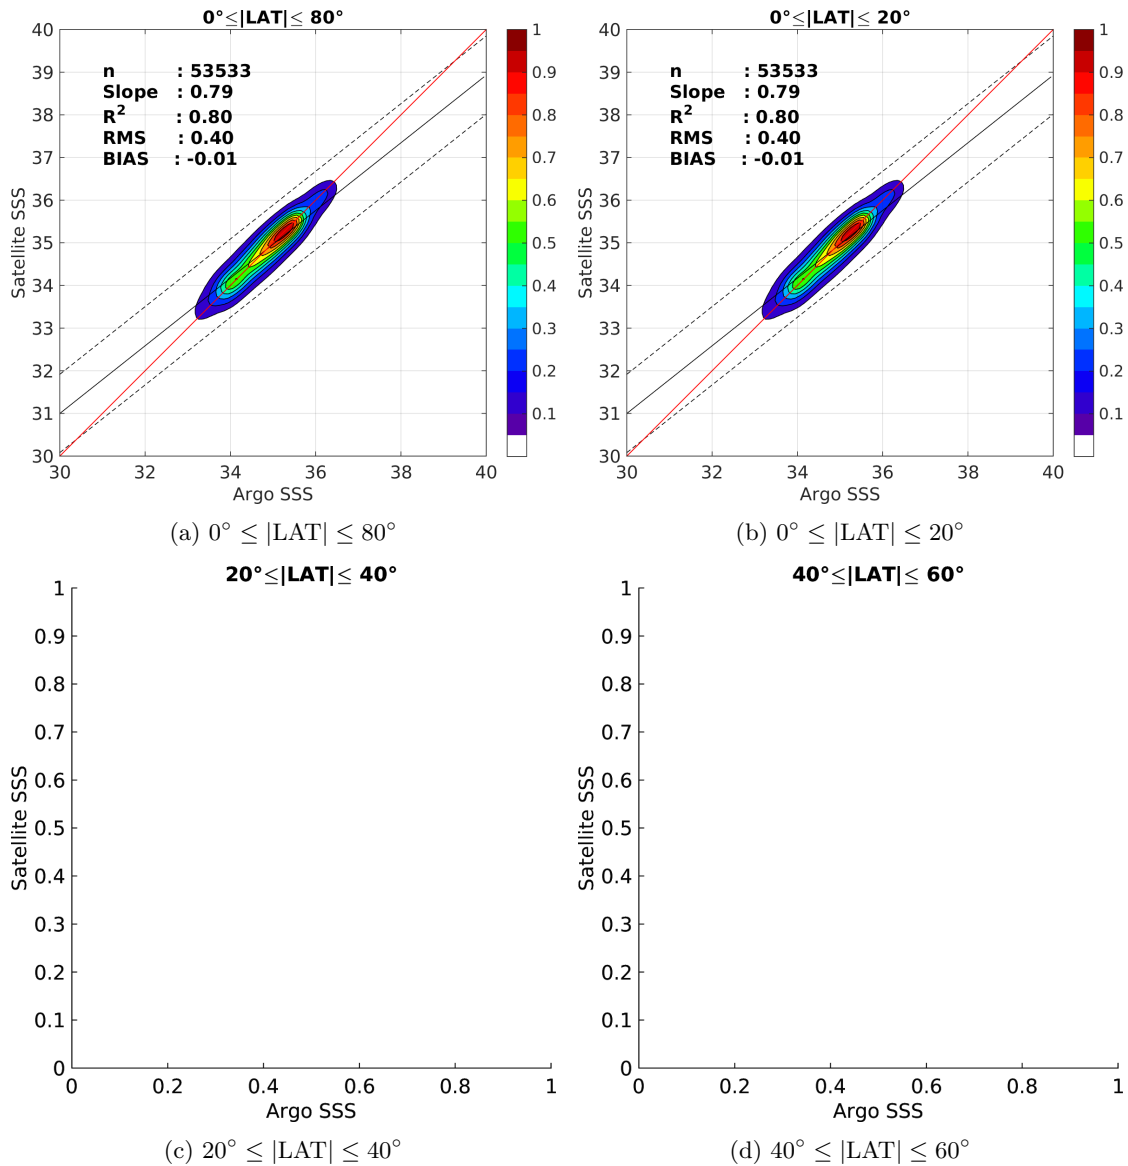 0°≤|LAT|≤ 80°
40
39
38
37
36
35
34
33
32
31
30
Satellite SSS
n : 53533
Slope : 0.79
R² : 0.80
RMS : 0.40
BIAS : -0.01
30 32 34 36 38 40
Argo SSS
1
0.9
0.8
0.7
0.6
0.5
0.4
0.3
0.2
0.1
(a) 0° ≤ |LAT| ≤ 80°
0°≤|LAT|≤ 20°
40
39
38
37
36
35
34
33
32
31
30
Satellite SSS
n : 53533
Slope : 0.79
R² : 0.80
RMS : 0.40
BIAS : -0.01
30 32 34 36 38 40
Argo SSS
1
0.9
0.8
0.7
0.6
0.5
0.4
0.3
0.2
0.1
(b) 0° ≤ |LAT| ≤ 20°
20°≤|LAT|≤ 40°
1
0.9
0.8
0.7
0.6
0.5
0.4
0.3
0.2
0.1
0
Satellite SSS
0 0.2 0.4 0.6 0.8 1
Argo SSS
(c) 20° ≤ |LAT| ≤ 40°
40°≤|LAT|≤ 60°
1
0.9
0.8
0.7
0.6
0.5
0.4
0.3
0.2
0.1
0
Satellite SSS
0 0.2 0.4 0.6 0.8 1
Argo SSS
(d) 40° ≤ |LAT| ≤ 60°